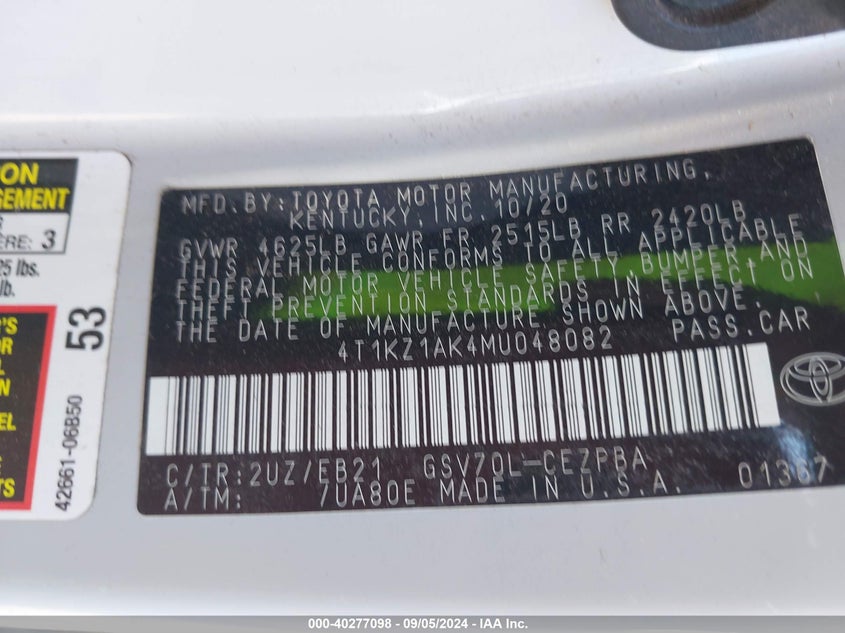 MFD. BY: TOYOTA MOTOR MANUFACTURING,
KENTUCKY, INC. 10/20
GVWR 4625LB GAWR FR 2515LB RR 2420LB
THIS VEHICLE CONFORMS TO ALL APPLICABLE
FEDERAL MOTOR VEHICLE SAFETY, BUMPER, AND
THEFT PREVENTION STANDARDS IN EFFECT ON
THE DATE OF MANUFACTURE SHOWN ABOVE.
4T1KZ1AK4MU048082 PASS. CAR
C/TR: 2UZ/EB21 GSV70L-CEZPBA
A/TM: 7UA80E MADE IN U.S.A. 01367
ERE: 3
25 lbs.
lb.
53
42661-06B50
000-40277098 - 09/05/2024 - IAA Inc.